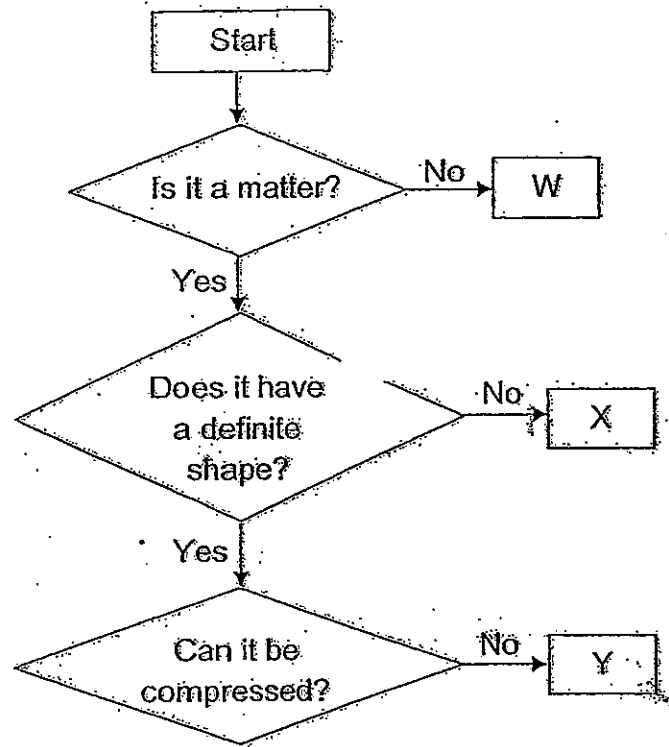 Start
Is it a matter?
No
W
Yes
Does it have
a definite
shape?
No
X
Yes
Can it be
compressed?
No
Y